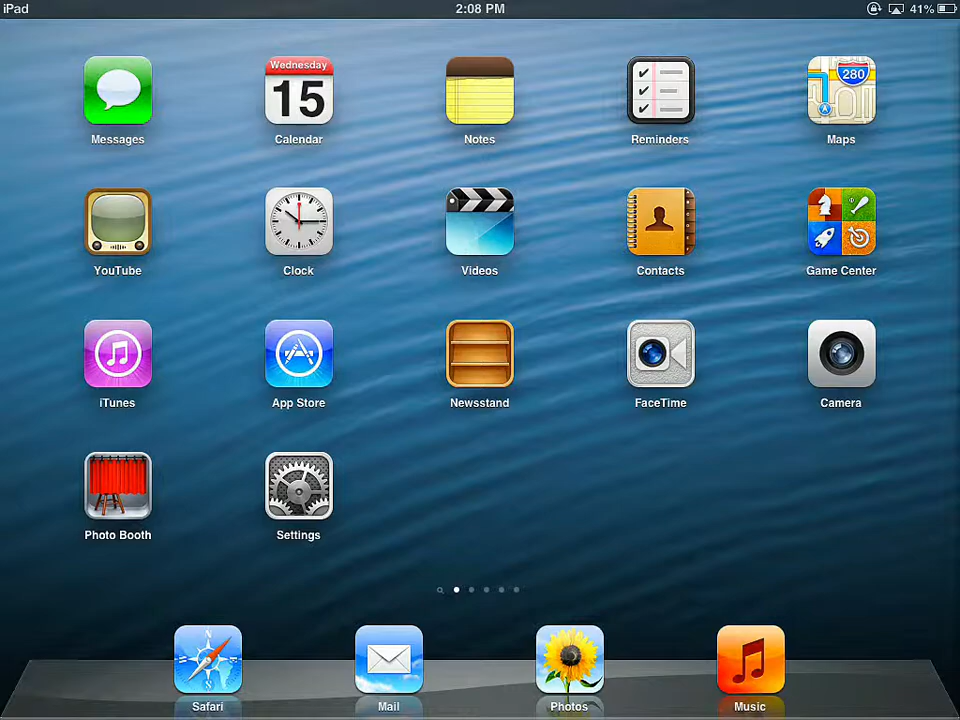 iPad 2:08 PM 41%
Wednesday
15
280
Messages Calendar Notes Reminders Maps
YouTube Clock Videos Contacts Game Center
iTunes App Store Newsstand FaceTime Camera
Photo Booth Settings
N
S
Safari Mail Photos Music